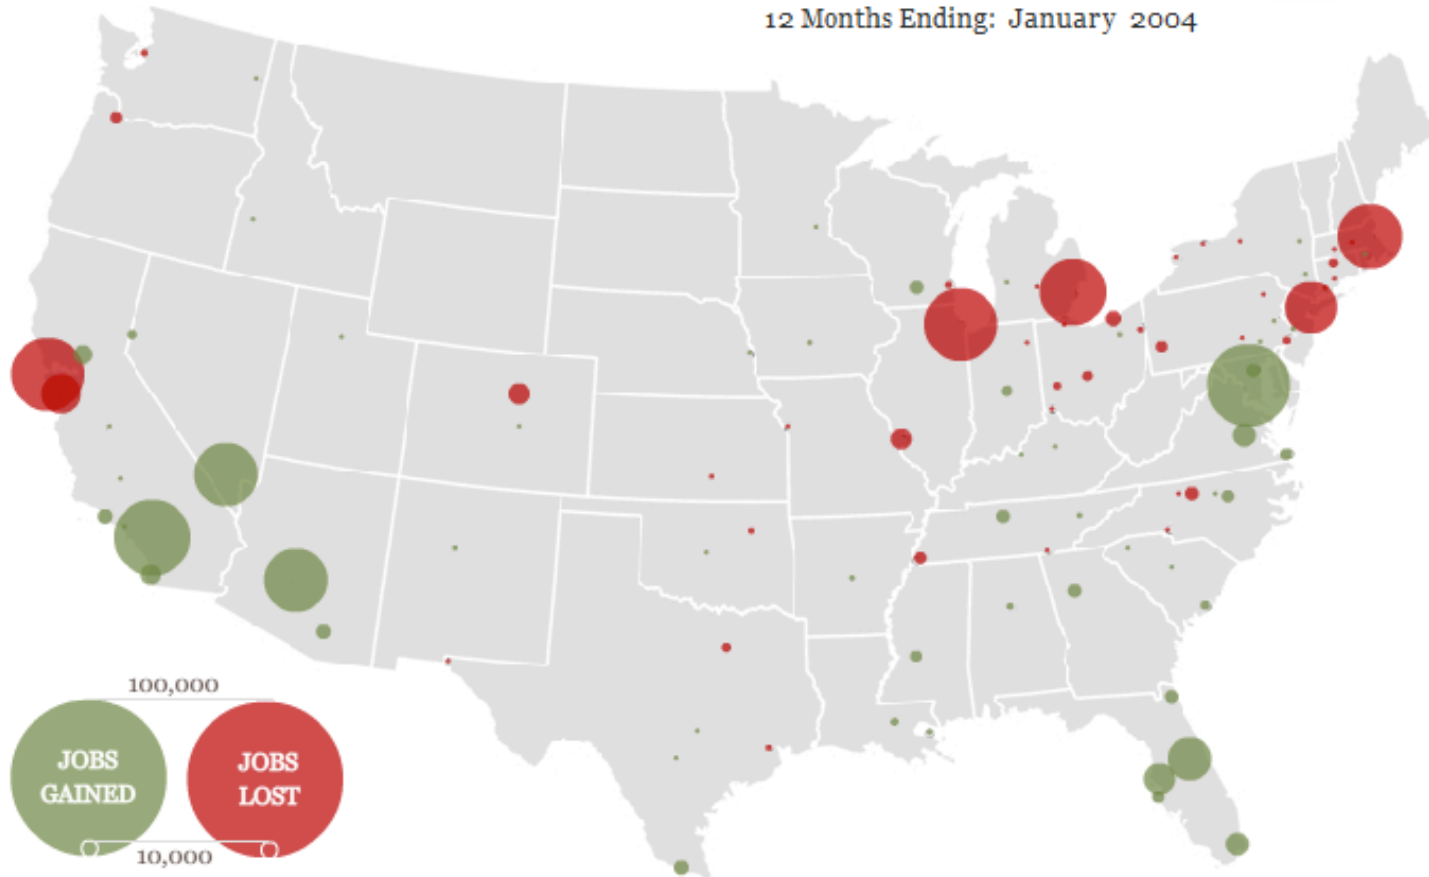 12 Months Ending: January 2004
100,000
JOBS
GAINED
JOBS
LOST
10,000